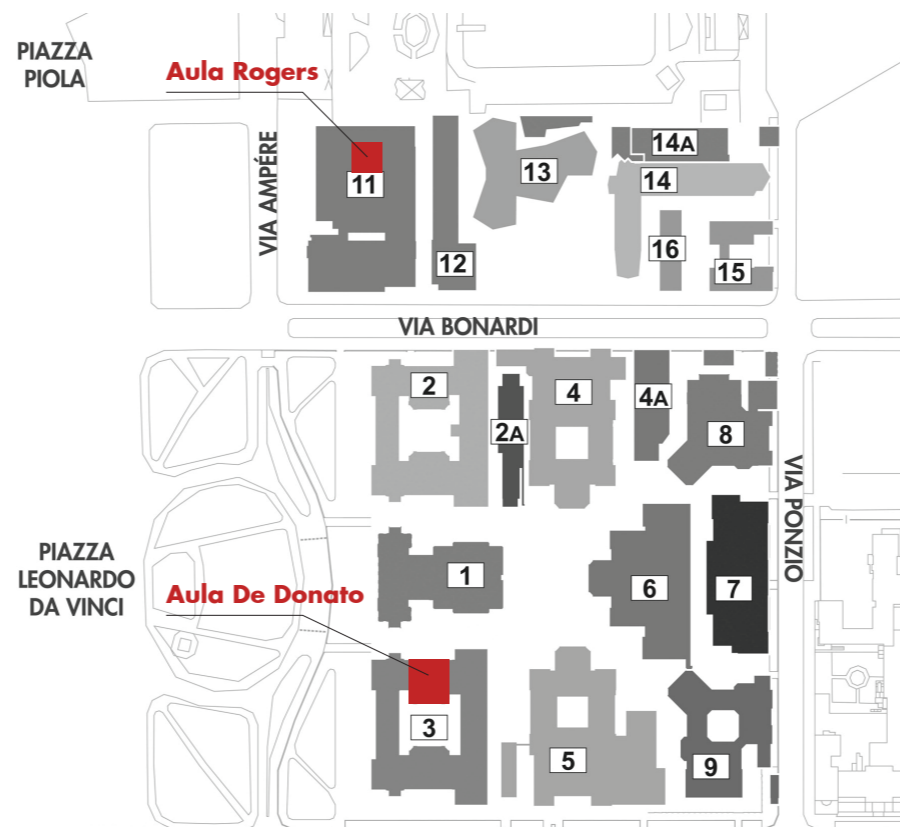 PIAZZA
PIOLA
Aula Rogers
VIA AMPÉRE
11
12
13
14A
14
16
15
VIA BONARDI
2
2A
4
4A
8
VIA PONZIO
PIAZZA
LEONARDO
DA VINCI
1
6
7
Aula De Donato
3
5
9